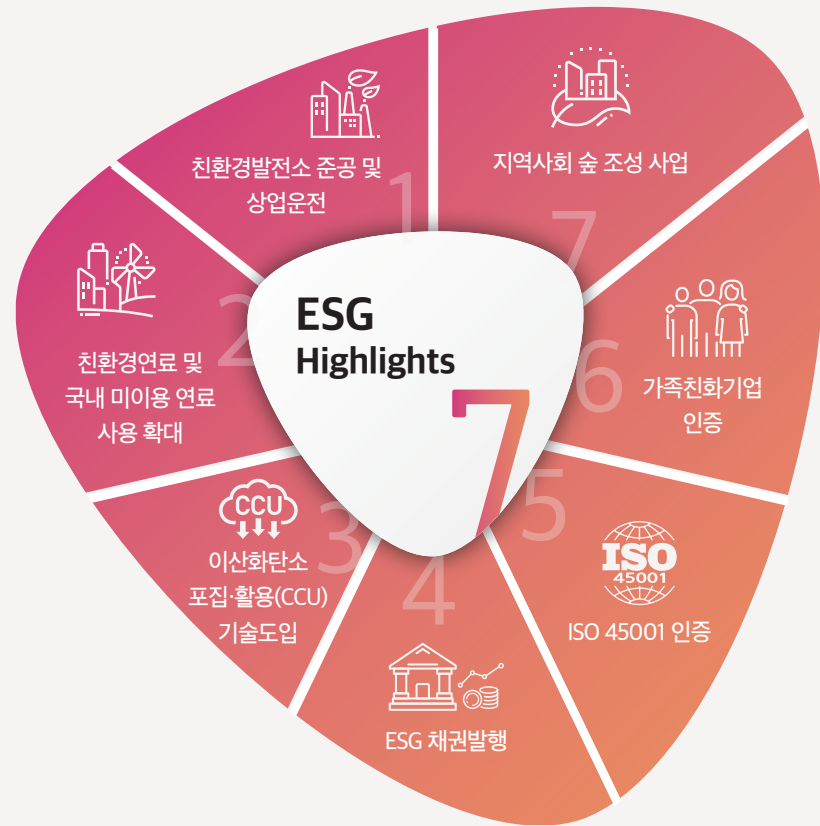 ESG
Highlights
7
1
친환경발전소 준공 및
상업운전
2
친환경연료 및
국내 미이용 연료
사용 확대
3
CCU
이산화탄소
포집·활용(CCU)
기술도입
4
ESG 채권발행
5
ISO
45001
ISO 45001 인증
6
가족친화기업
인증
7
지역사회 숲 조성 사업